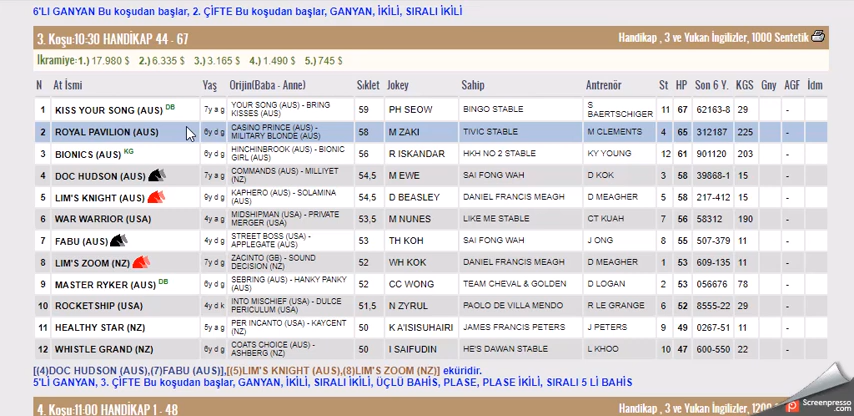 6'LI GANYAN Bu koşudan başlar, 2. ÇİFTE Bu koşudan başlar, GANYAN, İKİLİ, SIRALI İKİLİ
3. Koşu:10:30 HANDİKAP 44 - 67 Handikap , 3 ve Yukarı İngilizler, 1000 Sentetik
İkramiye:1.) 17.980 $ 2.) 6.335 $ 3.) 3.165 $ 4.) 1.490 $ 5.) 745 $
N At İsmi Yaş Orijin(Baba - Anne) Sıklet Jokey Sahip Antrenör St HP Son 6 Y. KGS Gny AGF İdm
1 KISS YOUR SONG (AUS) DB 7y a g YOUR SONG (AUS) - BRING KISSES (AUS) 59 PH SEOW BINGO STABLE S BAERTSCHIGER 11 67 62163-8 29 -
2 ROYAL PAVILION (AUS) 6y d g CASINO PRINCE (AUS) - MILITARY BLONDE (AUS) 58 M ZAKI TIVIC STABLE M CLEMENTS 4 65 312187 225 -
3 BIONICS (AUS) KG 6y d g HINCHINBROOK (AUS) - BIONIC GIRL (AUS) 56 R ISKANDAR HKH NO 2 STABLE KY YOUNG 12 61 901120 203 -
4 DOC HUDSON (AUS) 7y a g COMMANDS (AUS) - MILLIYET (NZ) 54,5 M EWE SAI FONG WAH D KOK 3 58 39868-1 15 -
5 LIM'S KNIGHT (AUS) 9y d g KAPHERO (AUS) - SOLAMINA (AUS) 54,5 D BEASLEY DANIEL FRANCIS MEAGH D MEAGHER 5 58 217-412 15 -
6 WAR WARRIOR (USA) 4y a g MIDSHIPMAN (USA) - PRIVATE MERGER (USA) 53,5 M NUNES LIKE ME STABLE CT KUAH 7 56 58312 190 -
7 FABU (AUS) 4y d g STREET BOSS (USA) - APPLEGATE (AUS) 53 TH KOH SAI FONG WAH J ONG 8 55 507-379 11 -
8 LIM'S ZOOM (NZ) 7y d g ZACINTO (GB) - SOUND DECISION (NZ) 52 WH KOK DANIEL FRANCIS MEAGH D MEAGHER 1 53 609-135 11 -
9 MASTER RYKER (AUS) DB 6y d g SEBRING (AUS) - HANKY PANKY (AUS) 52 CC WONG TEAM CHEVAL & GOLDEN D LOGAN 2 53 056676 78 -
10 ROCKETSHIP (USA) 4y d k INTO MISCHIEF (USA) - DULCE PERICULUM (USA) 51,5 N ZYRUL PAOLO DE VILLA MENDO R LE GRANGE 6 52 8555-22 29 -
11 HEALTHY STAR (NZ) 5y a g PER INCANTO (USA) - KAYCENT (NZ) 50 K A'ISISUHAIRI JAMES FRANCIS PETERS J PETERS 9 49 0267-51 11 -
12 WHISTLE GRAND (NZ) 6y d g COATS CHOICE (AUS) - ASHBERG (NZ) 50 I SAIFUDIN HE'S DAWAN STABLE L KHOO 10 47 600-550 22 -
[(4)DOC HUDSON (AUS),(7)FABU (AUS)],[(5)LIM'S KNIGHT (AUS),(8)LIM'S ZOOM (NZ)] eküridir.
5'LI GANYAN, 3. ÇİFTE Bu koşudan başlar, GANYAN, İKİLİ, SIRALI İKİLİ, ÜÇLÜ BAHİS, PLASE, PLASE İKİLİ, SIRALI 5 Lİ BAHİS
4. Koşu:11:00 HANDİKAP 1 - 48 Handikap , 3 ve Yukarı İngilizler, 1200
Screenpresso.com